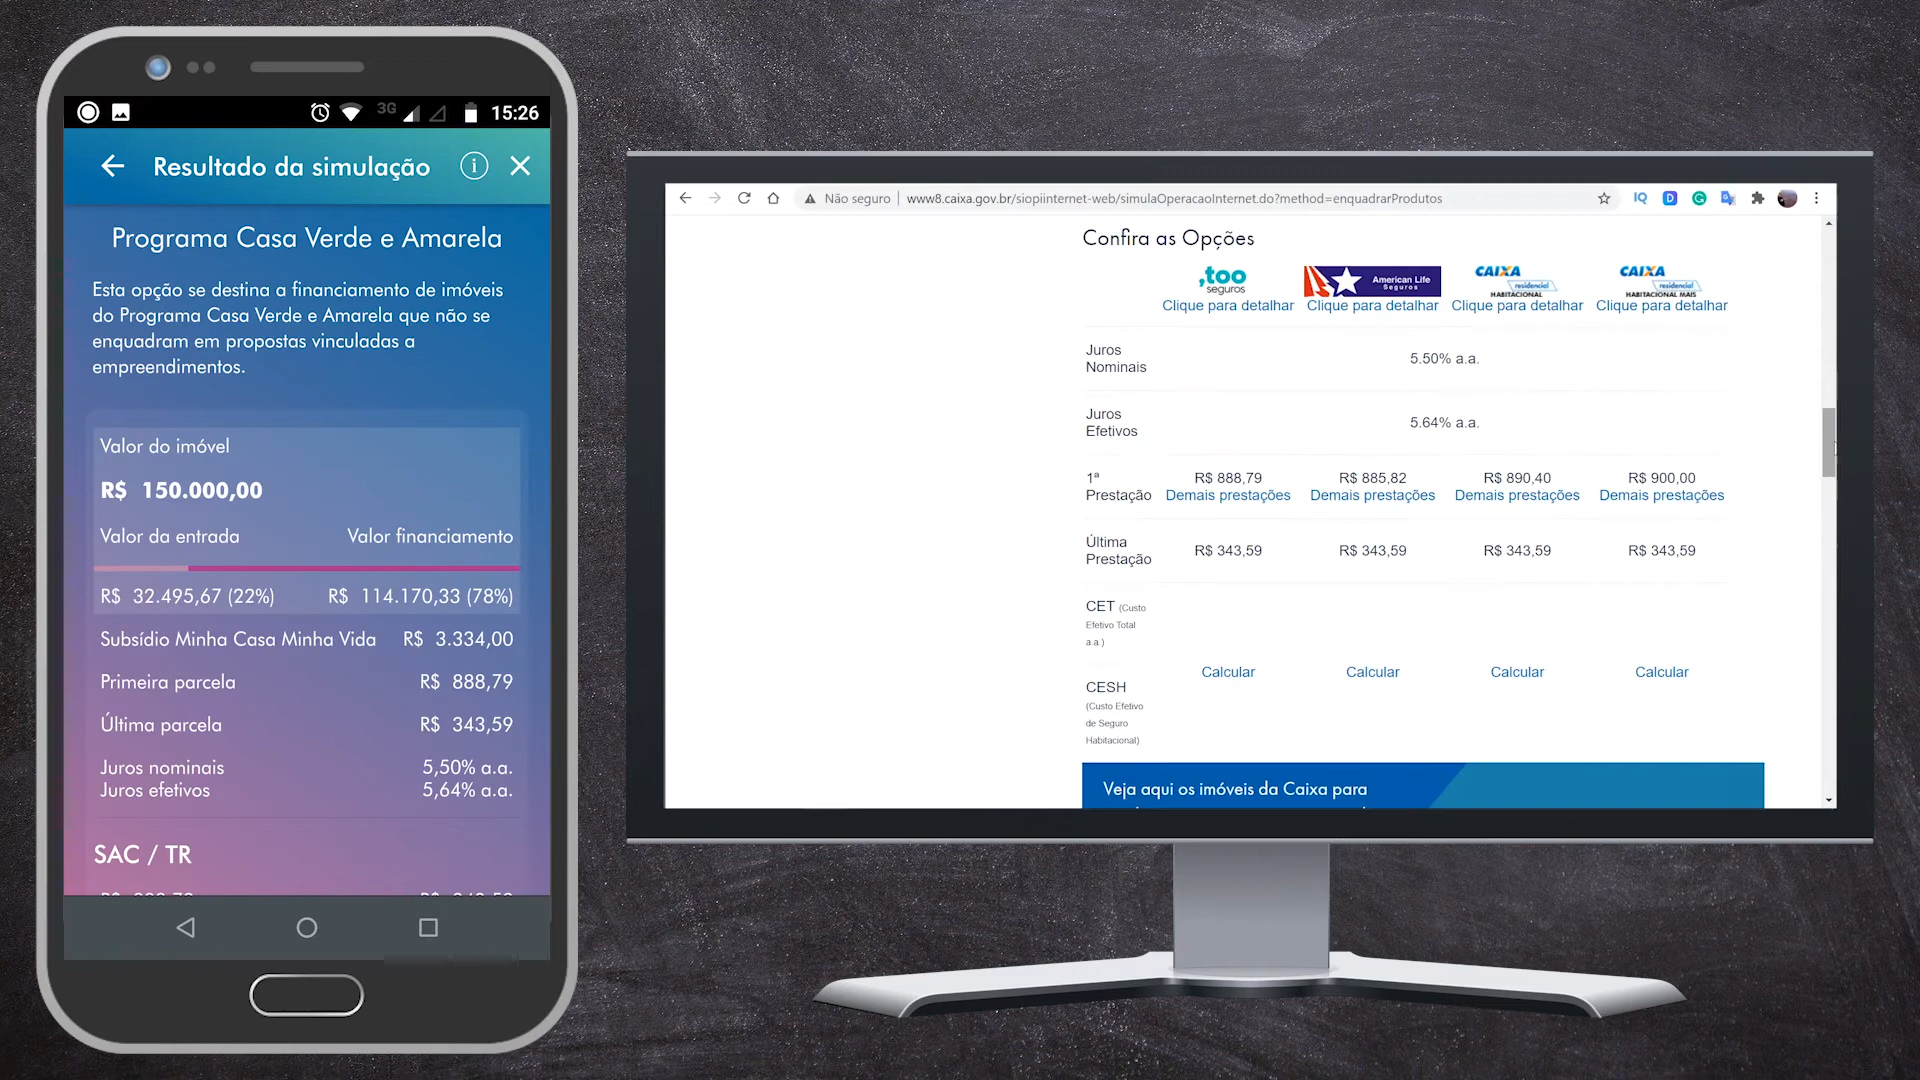 3G 15:26
Resultado da simulação
Programa Casa Verde e Amarela
Esta opção se destina a financiamento de imóveis
do Programa Casa Verde e Amarela que não se
enquadram em propostas vinculadas a
empreendimentos.
Valor do imóvel
R$ 150.000,00
Valor da entrada Valor financiamento
R$ 32.495,67 (22%) R$ 114.170,33 (78%)
Subsídio Minha Casa Minha Vida R$ 3.334,00
Primeira parcela R$ 888,79
Última parcela R$ 343,59
Juros nominais 5,50% a.a.
Juros efetivos 5,64% a.a.
SAC / TR
Não seguro www8.caixa.gov.br/siopiinternet-web/simulaOperacaoInternet.do?method=enquadrarProdutos
IQ D G
Confira as Opções
,too seguros American Life Seguros CAIXA residencial HABITACIONAL CAIXA residencial HABITACIONAL MAIS
Clique para detalhar Clique para detalhar Clique para detalhar Clique para detalhar
Juros
Nominais
5.50% a.a.
Juros
Efetivos
5.64% a.a.
1ª
Prestação
R$ 888,79 R$ 885,82 R$ 890,40 R$ 900,00
Demais prestações Demais prestações Demais prestações Demais prestações
Última
Prestação
R$ 343,59 R$ 343,59 R$ 343,59 R$ 343,59
CET (Custo
Efetivo Total
a.a.)
Calcular Calcular Calcular Calcular
CESH
(Custo Efetivo
de Seguro
Habitacional)
Veja aqui os imóveis da Caixa para